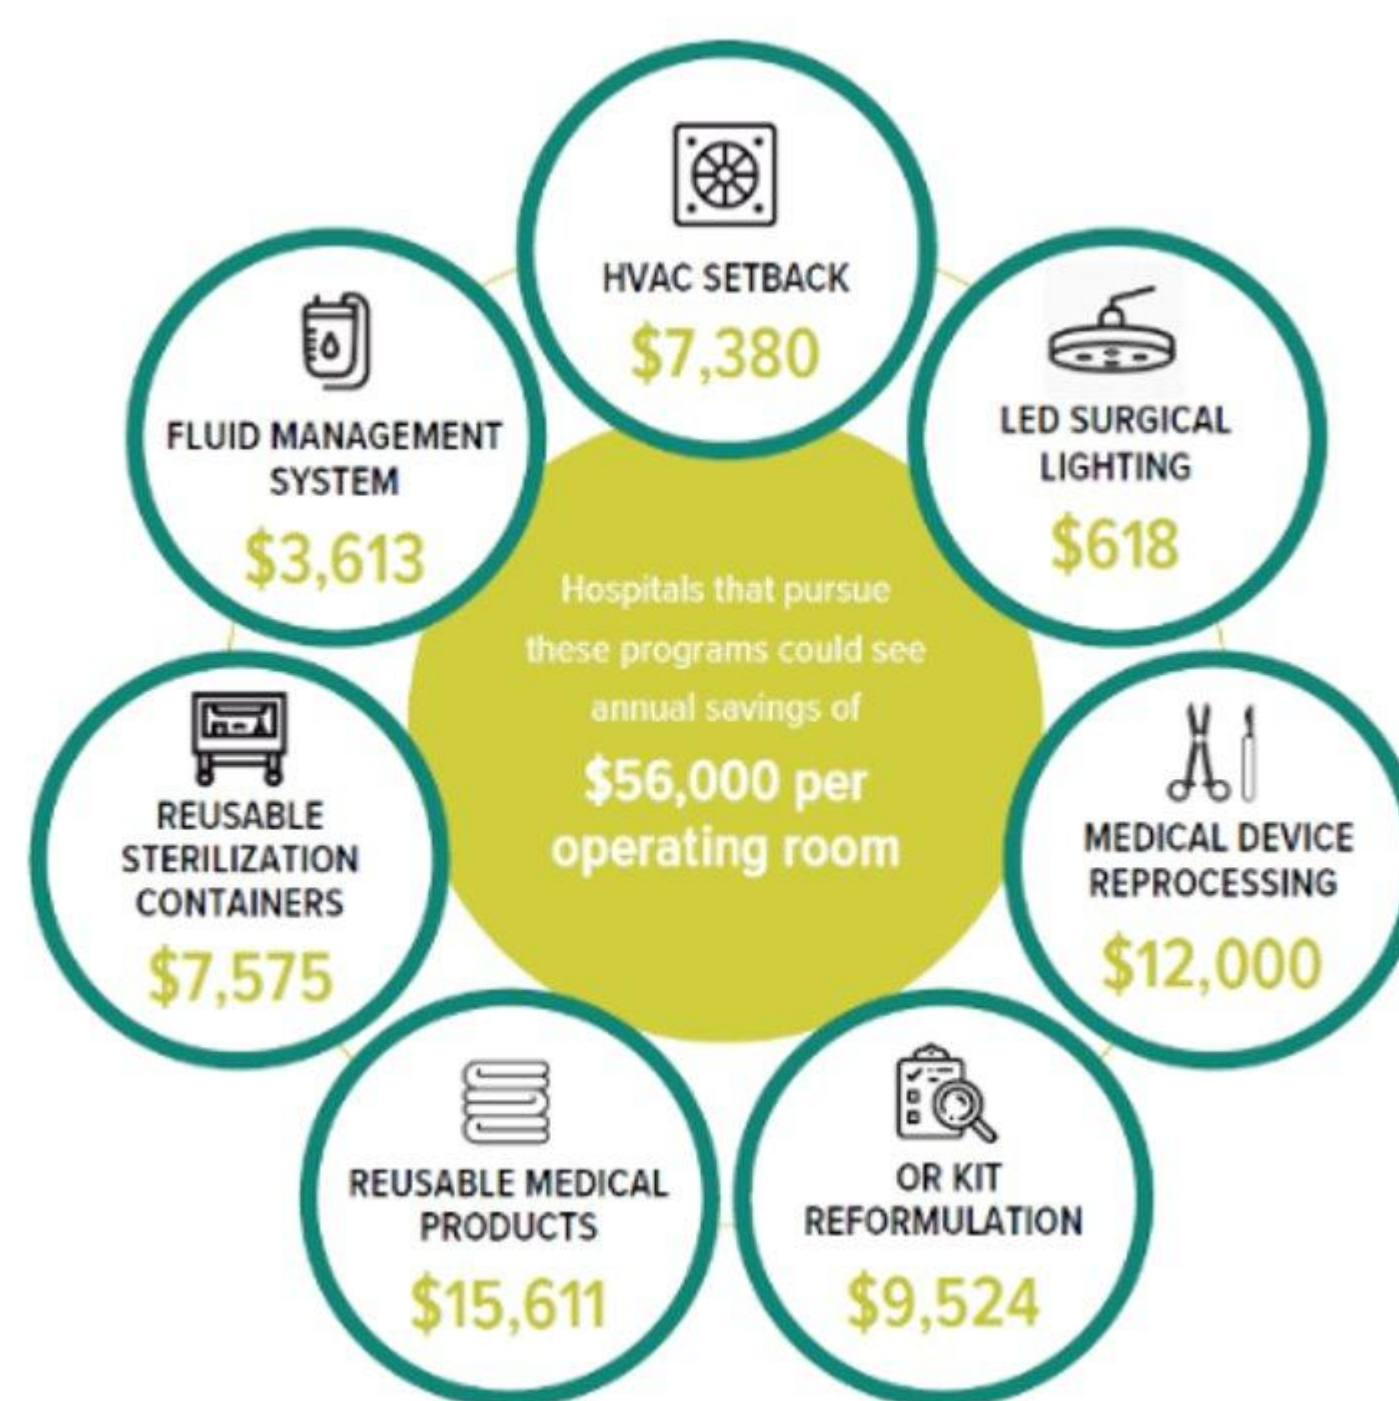 HVAC SETBACK
$7,380
LED SURGICAL
LIGHTING
$618
MEDICAL DEVICE
REPROCESSING
$12,000
OR KIT
REFORMULATION
$9,524
REUSABLE MEDICAL
PRODUCTS
$15,611
REUSABLE
STERILIZATION
CONTAINERS
$7,575
FLUID MANAGEMENT
SYSTEM
$3,613
Hospitals that pursue
these programs could see
annual savings of
$56,000 per
operating room